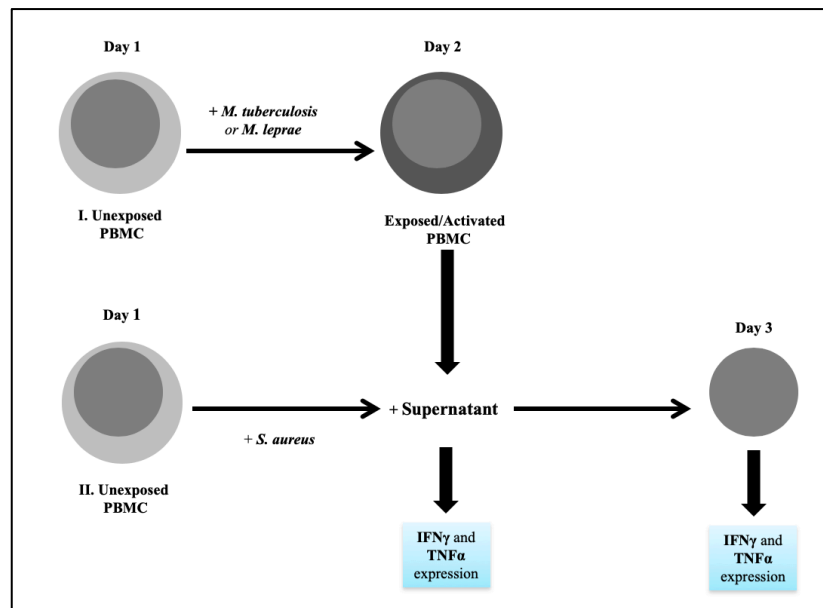 Day 1
Day 2
+ M. tuberculosis
or M. leprae
I. Unexposed
PBMC
Exposed/Activated
PBMC
Day 1
Day 3
+ Supernatant
+ S. aureus
II. Unexposed
PBMC
IFNγ and
TNFα
expression
IFNγ and
TNFα
expression